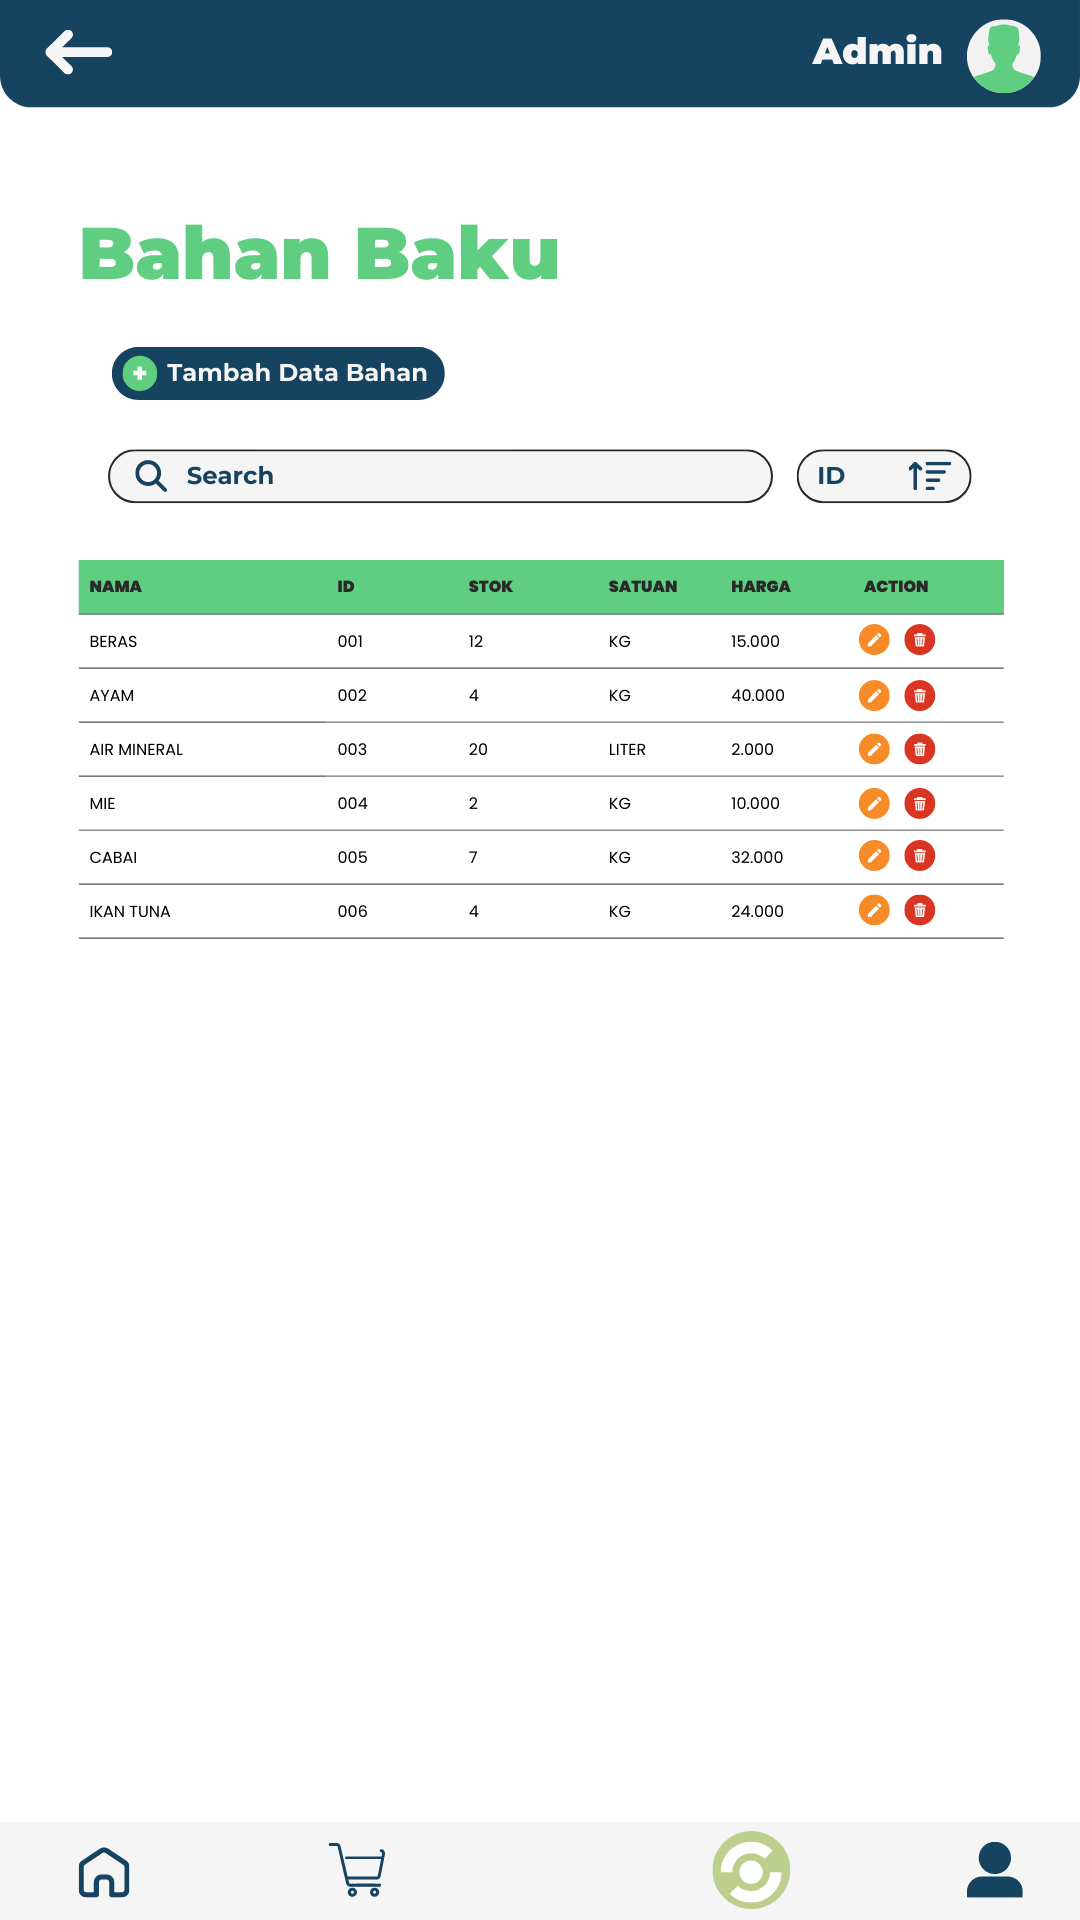 Admin
Bahan Baku
Tambah Data Bahan
Search
ID
NAMA ID STOK SATUAN HARGA ACTION
BERAS 001 12 KG 15.000
AYAM 002 4 KG 40.000
AIR MINERAL 003 20 LITER 2.000
MIE 004 2 KG 10.000
CABAI 005 7 KG 32.000
IKAN TUNA 006 4 KG 24.000